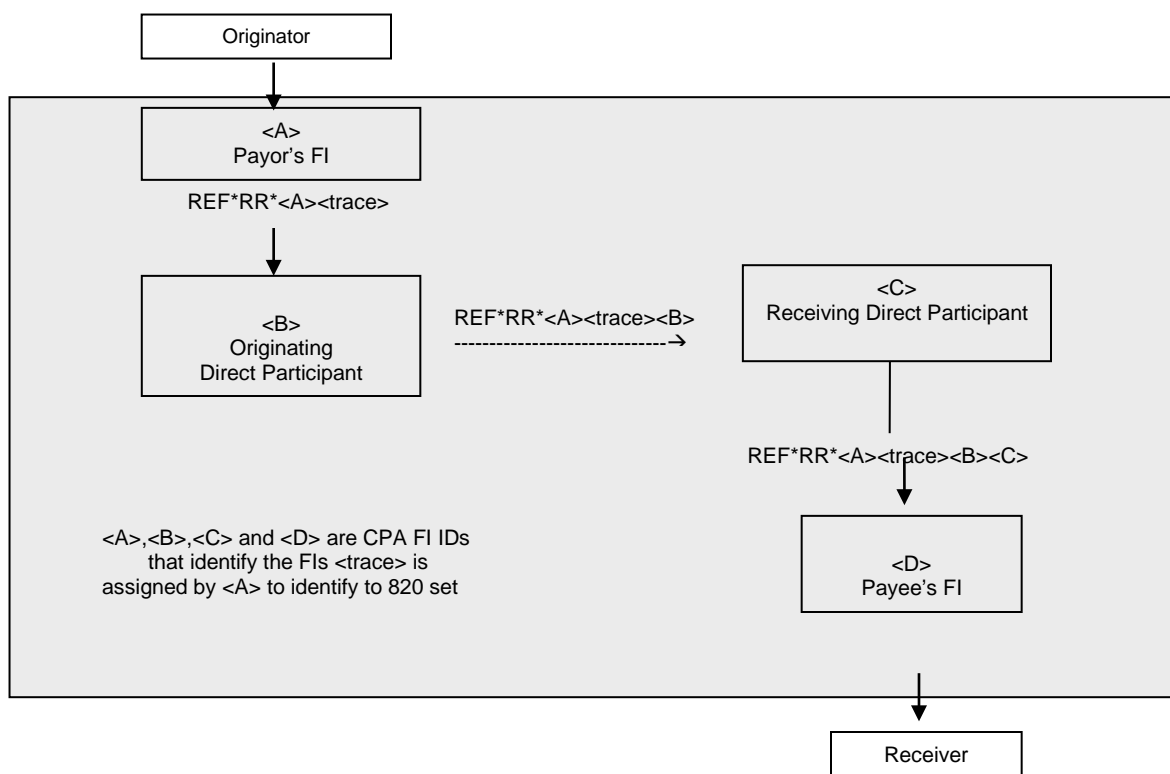 Originator
<A>
Payor’s FI
REF*RR*<A><trace>
<B>
Originating
Direct Participant
REF*RR*<A><trace><B>
------------------------------→
<C>
Receiving Direct Participant
REF*RR*<A><trace><B><C>
<A>,<B>,<C> and <D> are CPA FI IDs
that identify the FIs <trace> is
assigned by <A> to identify to 820 set
<D>
Payee’s FI
Receiver